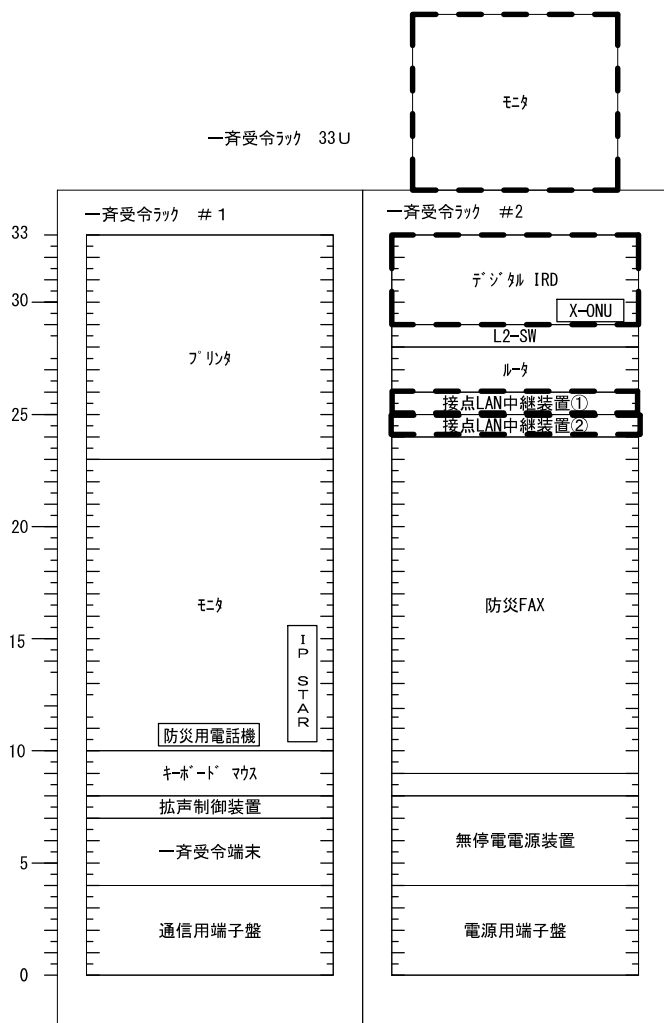 ﾓﾆﾀ
一斉受令ﾗｯｸ 33U
一斉受令ﾗｯｸ ＃１
一斉受令ﾗｯｸ #2
33
30
25
20
15
10
5
0
ﾌﾟﾘﾝﾀ
ﾓﾆﾀ
IP STAR
防災用電話機
ｷｰﾎﾞｰﾄﾞ ﾏｳｽ
拡声制御装置
一斉受令端末
通信用端子盤
ﾃﾞｼﾞﾀﾙ IRD
X-ONU
L2-SW
ﾙｰﾀ
接点LAN中継装置①
接点LAN中継装置②
防災FAX
無停電電源装置
電源用端子盤